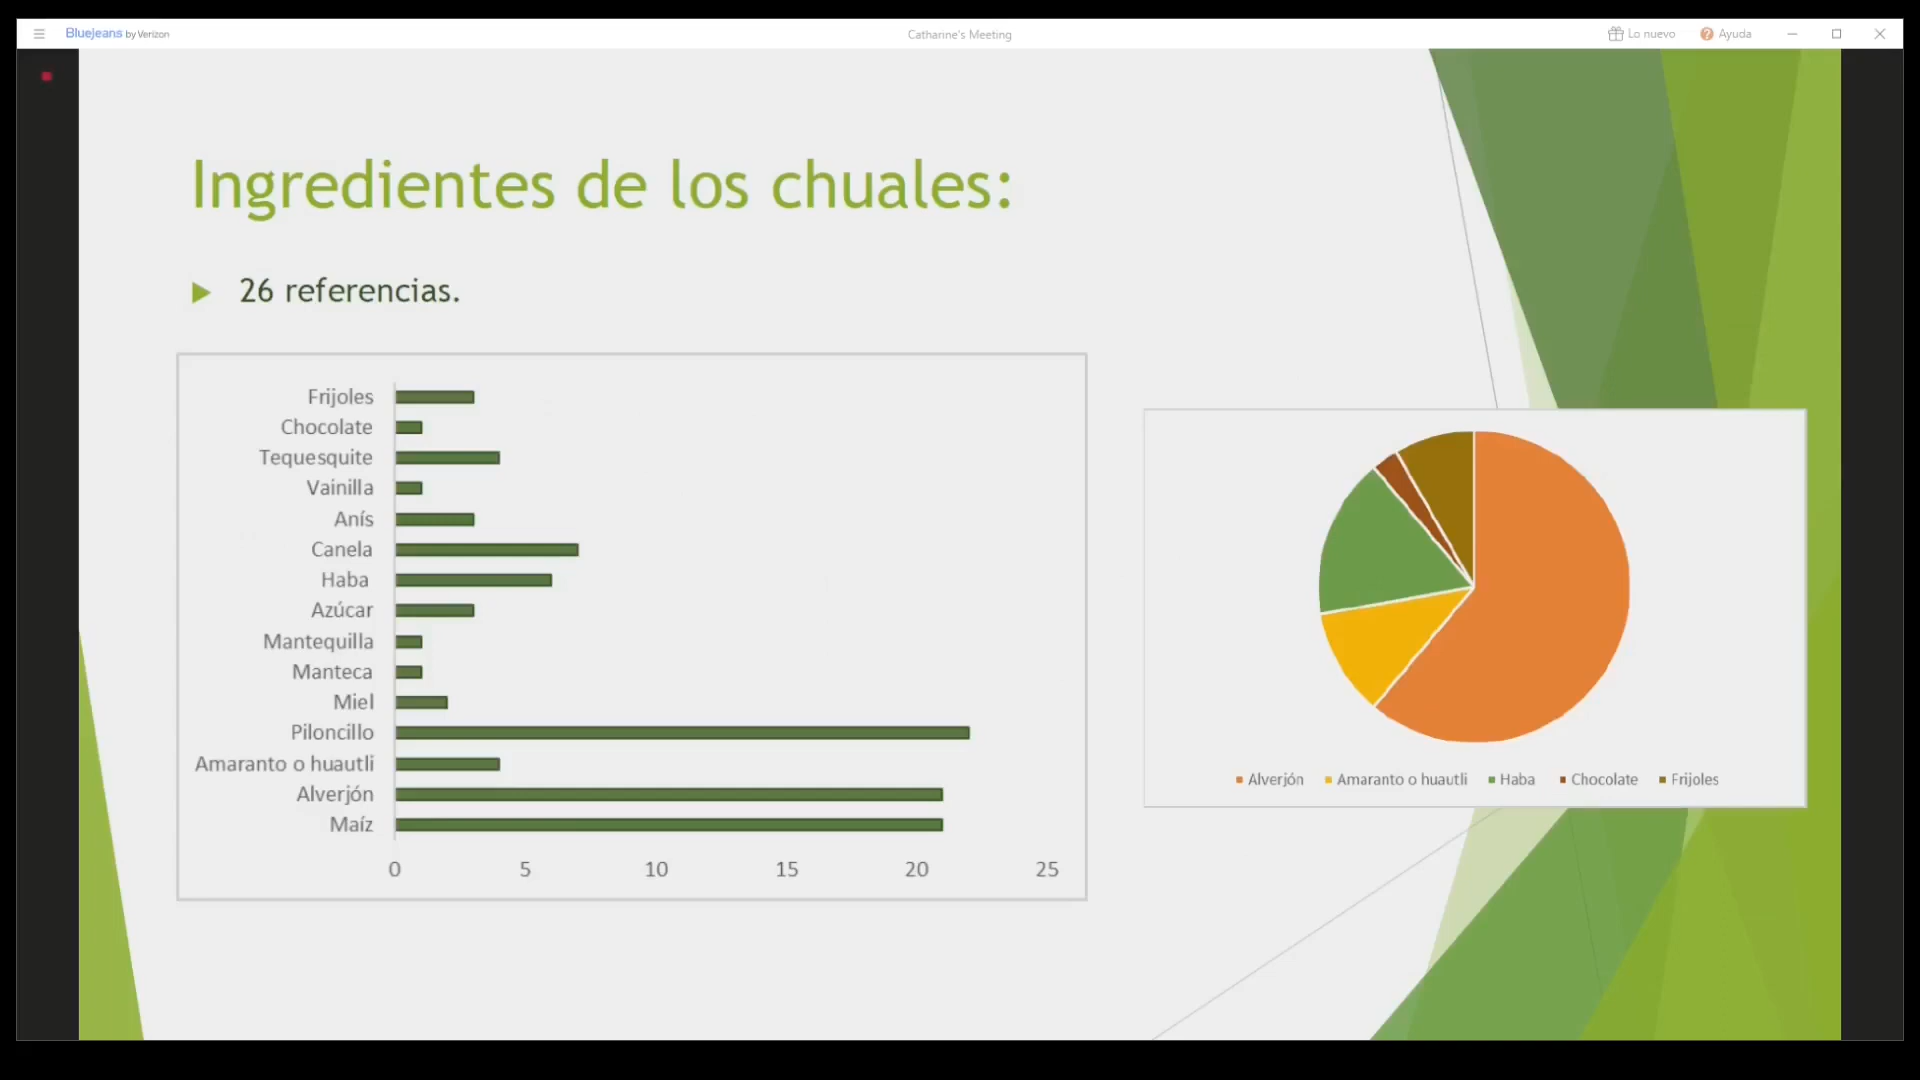 Bluejeans by Verizon
Catharine's Meeting
Lo nuevo
Ayuda
Ingredientes de los chuales:
26 referencias.
Frijoles
Chocolate
Tequesquite
Vainilla
Anís
Canela
Haba
Azúcar
Mantequilla
Manteca
Miel
Piloncillo
Amaranto o huautli
Alverjón
Maíz
0 5 10 15 20 25
Alverjón Amaranto o huautli Haba Chocolate Frijoles